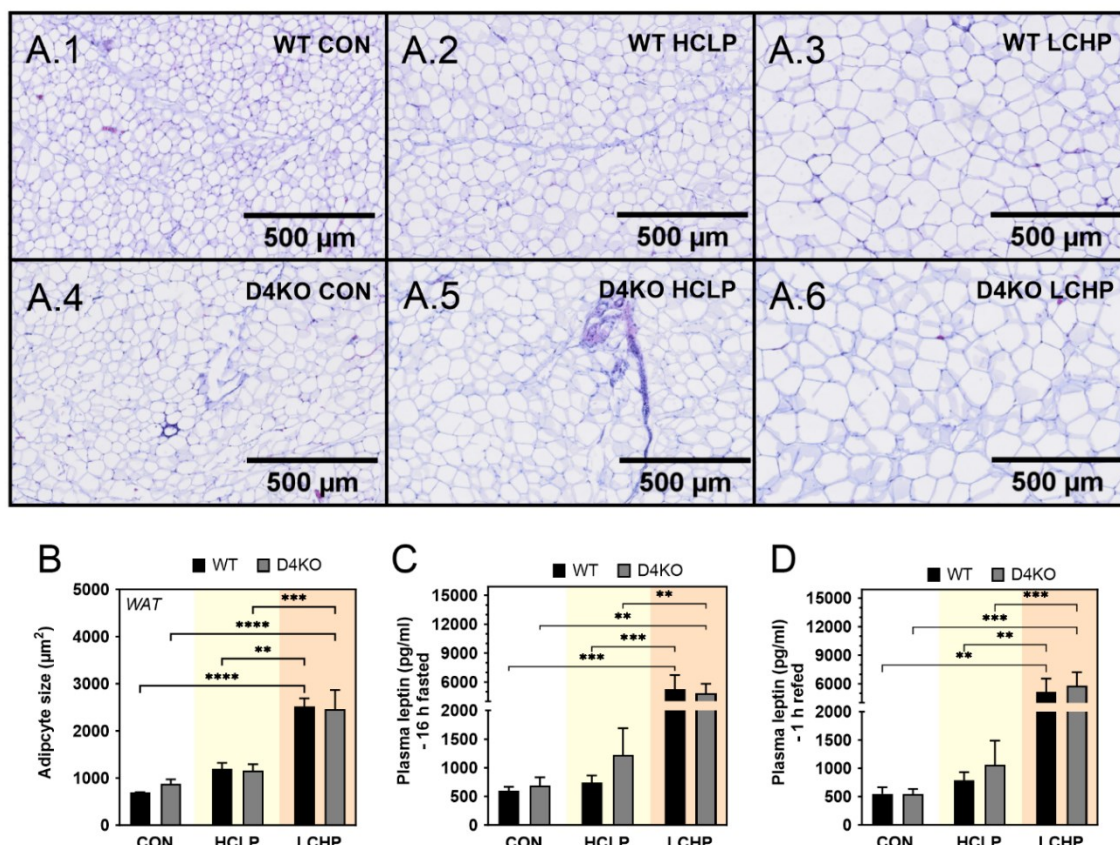 A.1 WT CON
500 µm
A.2 WT HCLP
500 µm
A.3 WT LCHP
500 µm
A.4 D4KO CON
500 µm
A.5 D4KO HCLP
500 µm
A.6 D4KO LCHP
500 µm
B
WT D4KO
WAT
Adipcyte size (µm²)
5000
4000
3000
2000
1000
0
***
****
**
****
CON HCLP LCHP
C
WT D4KO
Plasma leptin (pg/ml)
- 16 h fasted
15000
12000
9000
6000
3000
2000
1500
1000
500
0
**
**
***
***
CON HCLP LCHP
D
WT D4KO
Plasma leptin (pg/ml)
- 1 h refed
15000
12000
9000
6000
3000
2000
1500
1000
500
0
***
***
**
**
CON HCLP LCHP